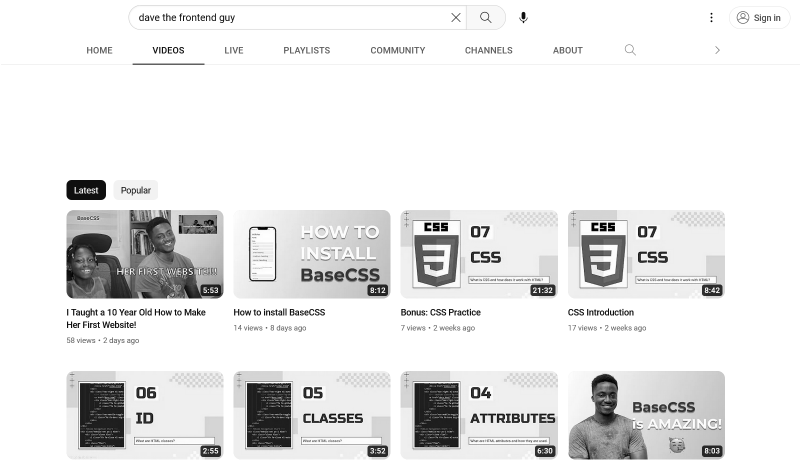 dave the frontend guy
Sign in
HOME VIDEOS LIVE PLAYLISTS COMMUNITY CHANNELS ABOUT
Latest Popular
BaseCSS
HER FIRST WEBSITE!!!
5:53
HOW TO
INSTALL
BaseCSS
8:12
CSS
07
CSS
What is CSS and how does it work with HTML?
21:32
CSS
07
CSS
What is CSS and how does it work with HTML?
8:42
I Taught a 10 Year Old How to Make
Her First Website!
58 views • 2 days ago
How to install BaseCSS
14 views • 8 days ago
Bonus: CSS Practice
7 views • 2 weeks ago
CSS Introduction
17 views • 2 weeks ago
06
ID
What are HTML classes?
2:55
05
CLASSES
What are HTML classes?
3:52
04
ATTRIBUTES
What are HTML attributes and how they are used
6:30
BaseCSS
is AMAZING!
8:03